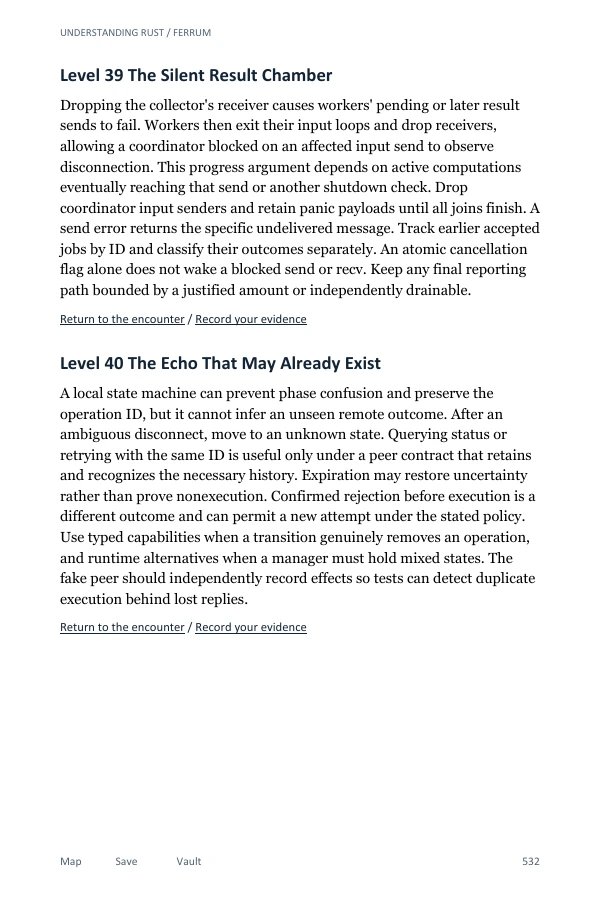 UNDERSTANDING RUST / FERRUM
Level 39 The Silent Result Chamber
Dropping the collector's receiver causes workers' pending or later result
sends to fail. Workers then exit their input loops and drop receivers,
allowing a coordinator blocked on an affected input send to observe
disconnection. This progress argument depends on active computations
eventually reaching that send or another shutdown check. Drop
coordinator input senders and retain panic payloads until all joins finish. A
send error returns the specific undelivered message. Track earlier accepted
jobs by ID and classify their outcomes separately. An atomic cancellation
flag alone does not wake a blocked send or recv. Keep any final reporting
path bounded by a justified amount or independently drainable.
Return to the encounter / Record your evidence
Level 40 The Echo That May Already Exist
A local state machine can prevent phase confusion and preserve the
operation ID, but it cannot infer an unseen remote outcome. After an
ambiguous disconnect, move to an unknown state. Querying status or
retrying with the same ID is useful only under a peer contract that retains
and recognizes the necessary history. Expiration may restore uncertainty
rather than prove nonexecution. Confirmed rejection before execution is a
different outcome and can permit a new attempt under the stated policy.
Use typed capabilities when a transition genuinely removes an operation,
and runtime alternatives when a manager must hold mixed states. The
fake peer should independently record effects so tests can detect duplicate
execution behind lost replies.
Return to the encounter / Record your evidence
Map Save Vault 532